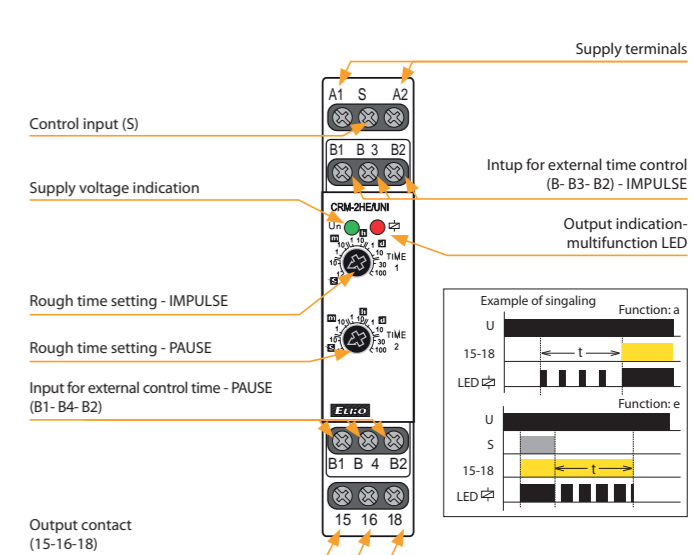 Supply terminals
A1 S A2
Control input (S)
B1 B 3 B2
Intup for external time control
(B- B3- B2) - IMPULSE
Supply voltage indication
CRM-2HE/UNI
Un
Output indication-
multifunction LED
TIME
1
Rough time setting - IMPULSE
Rough time setting - PAUSE
TIME
2
Input for external control time - PAUSE
(B1- B4- B2)
ELKO
B1 B 4 B2
15 16 18
Output contact
(15-16-18)
Example of singaling
Function: a
U
15-18
t
LED
Function: e
U
S
15-18
t
LED